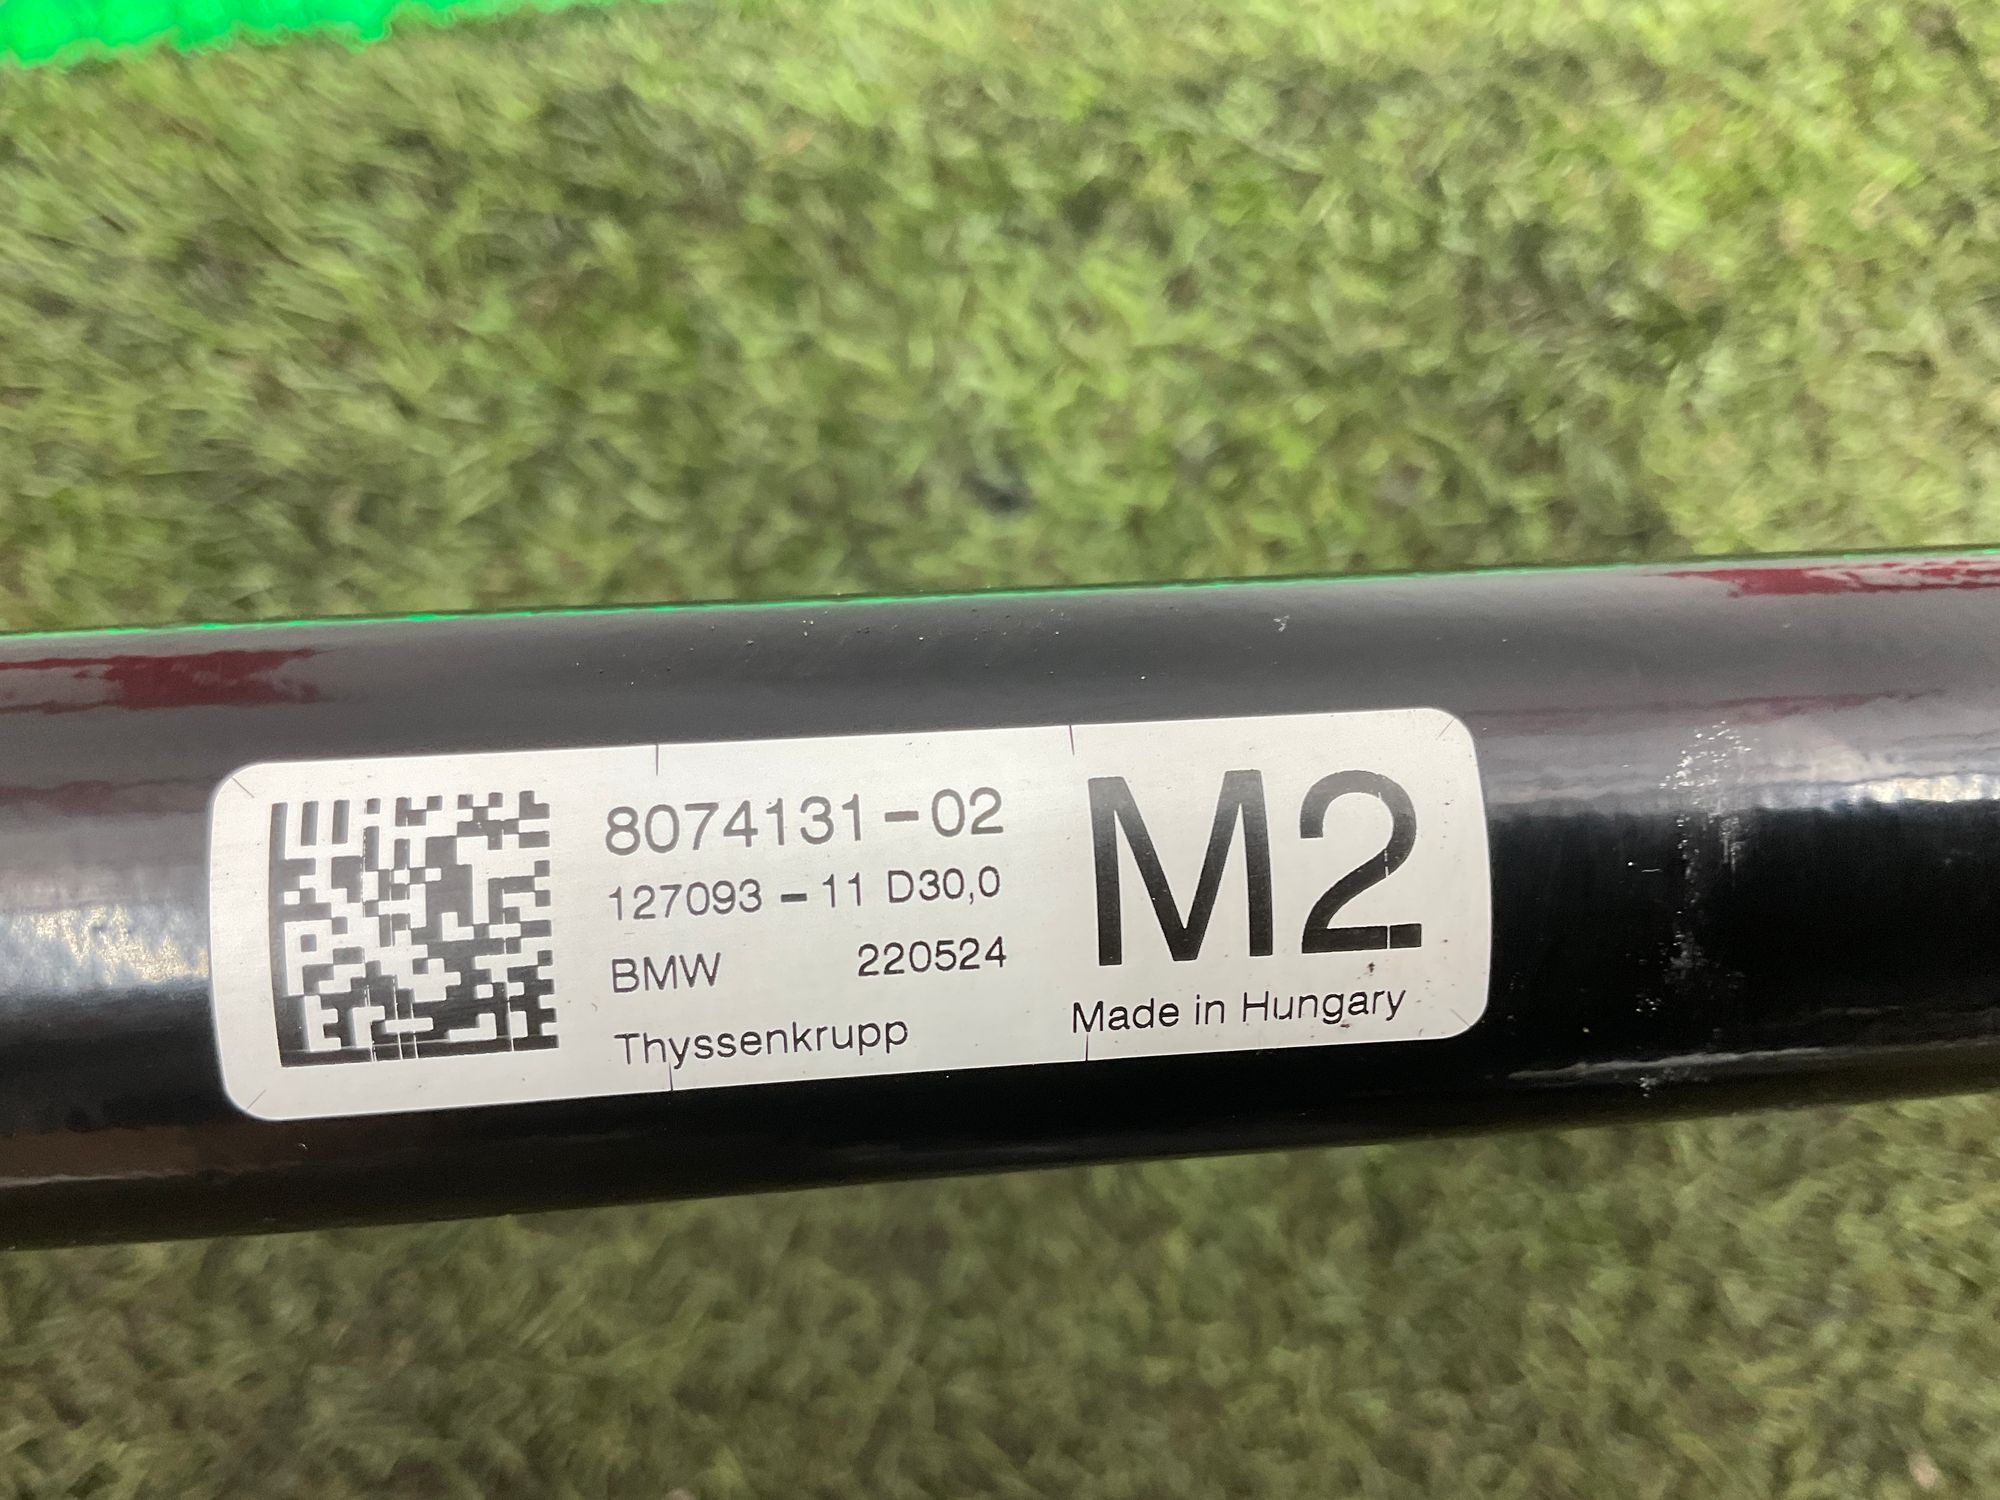 8074131-02
127093-11 D30,0
BMW 220524
Thyssenkrupp
M2
Made in Hungary